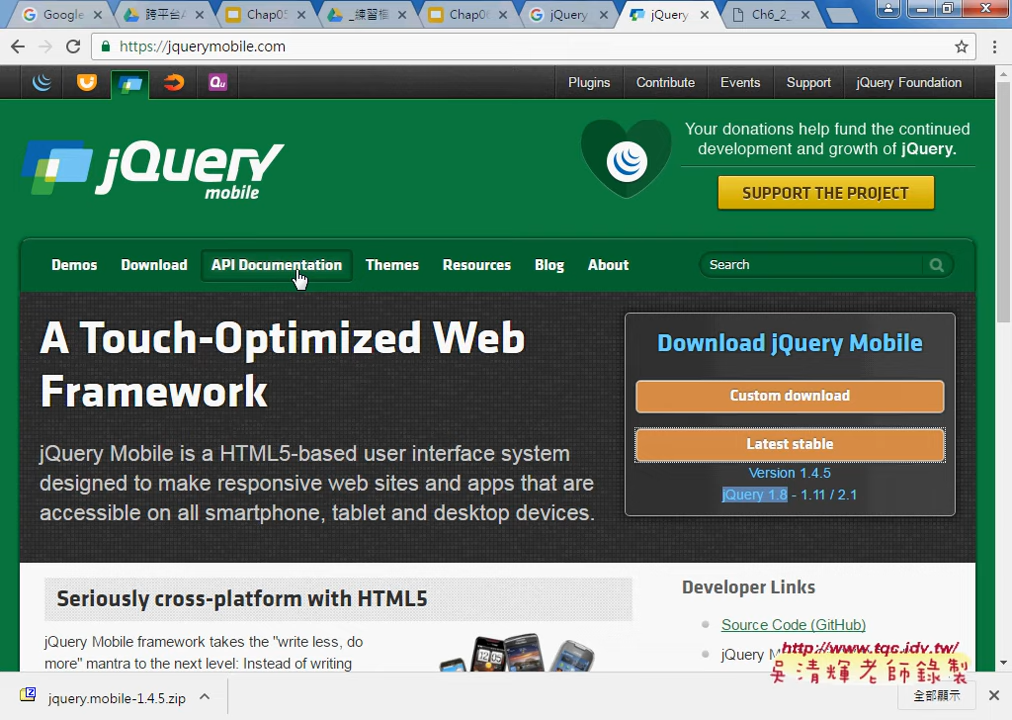 Google
跨平台A
Chap05
_練習檔
Chap06
jQuery
jQuery
Ch6_2_
https://jquerymobile.com
Qu
Plugins
Contribute
Events
Support
jQuery Foundation
jQuery
mobile
Your donations help fund the continued
development and growth of jQuery.
SUPPORT THE PROJECT
Demos
Download
API Documentation
Themes
Resources
Blog
About
Search
A Touch-Optimized Web
Framework
jQuery Mobile is a HTML5-based user interface system
designed to make responsive web sites and apps that are
accessible on all smartphone, tablet and desktop devices.
Download jQuery Mobile
Custom download
Latest stable
Version 1.4.5
jQuery 1.8 - 1.11 / 2.1
Seriously cross-platform with HTML5
jQuery Mobile framework takes the "write less, do
more" mantra to the next level: Instead of writing
Developer Links
Source Code (GitHub)
jQuery M
http://www.tqc.idv.tw/
吳清輝老師錄製
jquery.mobile-1.4.5.zip
全部顯示